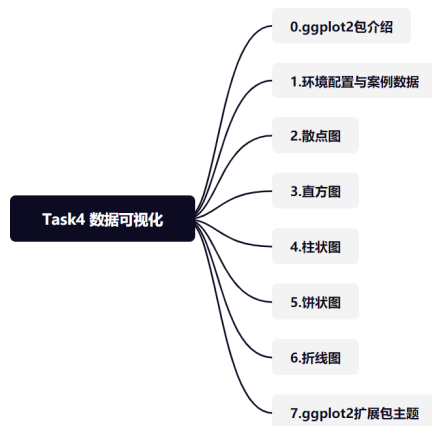 0.ggplot2包介绍
1.环境配置与案例数据
2.散点图
3.直方图
Task4 数据可视化
4.柱状图
5.饼状图
6.折线图
7.ggplot2扩展包主题